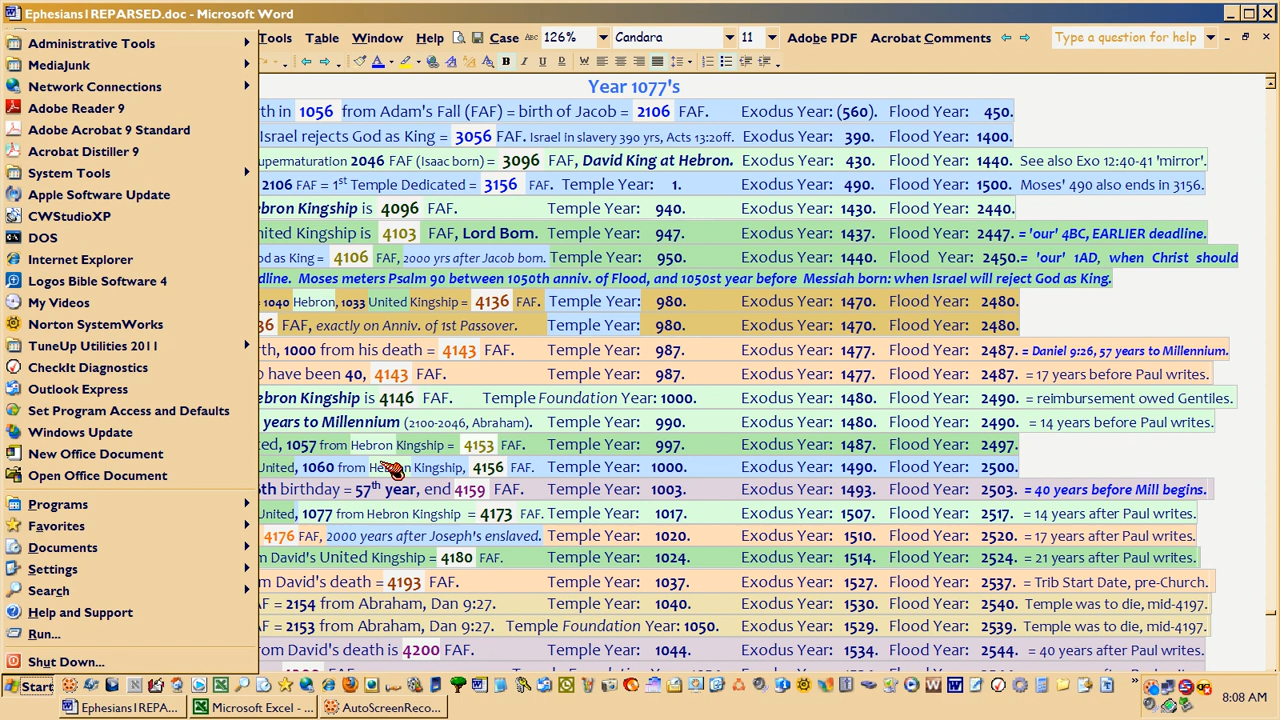 Ephesians1REPARSED.doc - Microsoft Word
Tools Table Window Help Case 126% Candara 11 Adobe PDF Acrobat Comments Type a question for help
Administrative Tools
MediaJunk
Network Connections
Adobe Reader 9
Adobe Acrobat 9 Standard
Acrobat Distiller 9
System Tools
Apple Software Update
CWStudioXP
DOS
Internet Explorer
Logos Bible Software 4
My Videos
Norton SystemWorks
TuneUp Utilities 2011
CheckIt Diagnostics
Outlook Express
Set Program Access and Defaults
Windows Update
New Office Document
Open Office Document
Programs
Favorites
Documents
Settings
Search
Help and Support
Run...
Shut Down...
Year 1077's
rth in 1056 from Adam's Fall (FAF) = birth of Jacob = 2106 FAF. Exodus Year: (560). Flood Year: 450.
Israel rejects God as King = 3056 FAF. Israel in slavery 390 yrs, Acts 13:20ff. Exodus Year: 390. Flood Year: 1400.
upernaturation 2046 FAF (Isaac born) = 3096 FAF, David King at Hebron. Exodus Year: 430. Flood Year: 1440. See also Exo 12:40-41 'mirror'.
2106 FAF = 1st Temple Dedicated = 3156 FAF. Temple Year: 1. Exodus Year: 490. Flood Year: 1500. Moses' 490 also ends in 3156.
ebron Kingship is 4096 FAF. Temple Year: 940. Exodus Year: 1430. Flood Year: 2440.
nited Kingship is 4103 FAF, Lord Born. Temple Year: 947. Exodus Year: 1437. Flood Year: 2447. = 'our' 4BC, EARLIER deadline.
od as King = 4106 FAF, 2000 yrs after Jacob born. Temple Year: 950. Exodus Year: 1440. Flood Year: 2450.= 'our' 1AD, when Christ should
dline. Moses meters Psalm 90 between 1050th anniv. of Flood, and 1050st year before Messiah born: when Israel will reject God as King.
= 1040 Hebron, 1033 United Kingship = 4136 FAF. Temple Year: 980. Exodus Year: 1470. Flood Year: 2480.
36 FAF, exactly on Anniv. of 1st Passover. Temple Year: 980. Exodus Year: 1470. Flood Year: 2480.
rth, 1000 from his death = 4143 FAF. Temple Year: 987. Exodus Year: 1477. Flood Year: 2487. = Daniel 9:26, 57 years to Millennium.
o have been 40, 4143 FAF. Temple Year: 987. Exodus Year: 1477. Flood Year: 2487. = 17 years before Paul writes.
ebron Kingship is 4146 FAF. Temple Foundation Year: 1000. Exodus Year: 1480. Flood Year: 2490. = reimbursement owed Gentiles.
years to Millennium (2100-2046, Abraham). Temple Year: 990. Exodus Year: 1480. Flood Year: 2490. = 14 years before Paul writes.
ted, 1057 from Hebron Kingship = 4153 FAF. Temple Year: 997. Exodus Year: 1487. Flood Year: 2497.
United, 1060 from Hebron Kingship, 4156 FAF. Temple Year: 1000. Exodus Year: 1490. Flood Year: 2500.
6th birthday = 57th year, end 4159 FAF. Temple Year: 1003. Exodus Year: 1493. Flood Year: 2503. = 40 years before Mill begins.
United, 1077 from Hebron Kingship = 4173 FAF. Temple Year: 1017. Exodus Year: 1507. Flood Year: 2517. = 14 years after Paul writes.
4176 FAF, 2000 years after Joseph's enslaved. Temple Year: 1020. Exodus Year: 1510. Flood Year: 2520. = 17 years after Paul writes.
m David's United Kingship = 4180 FAF. Temple Year: 1024. Exodus Year: 1514. Flood Year: 2524. = 21 years after Paul writes.
m David's death = 4193 FAF. Temple Year: 1037. Exodus Year: 1527. Flood Year: 2537. = Trib Start Date, pre-Church.
AF = 2154 from Abraham, Dan 9:27. Temple Year: 1040. Exodus Year: 1530. Flood Year: 2540. Temple was to die, mid-4197.
AF = 2153 from Abraham, Dan 9:27. Temple Foundation Year: 1050. Exodus Year: 1529. Flood Year: 2539. Temple was to die, mid-4197.
om David's death is 4200 FAF. Temple Year: 1044. Exodus Year: 1534. Flood Year: 2544. = 40 years after Paul writes.
Start
Ephesians1REPARSED.... Microsoft Excel - ... AutoScreenReco...
8:08 AM